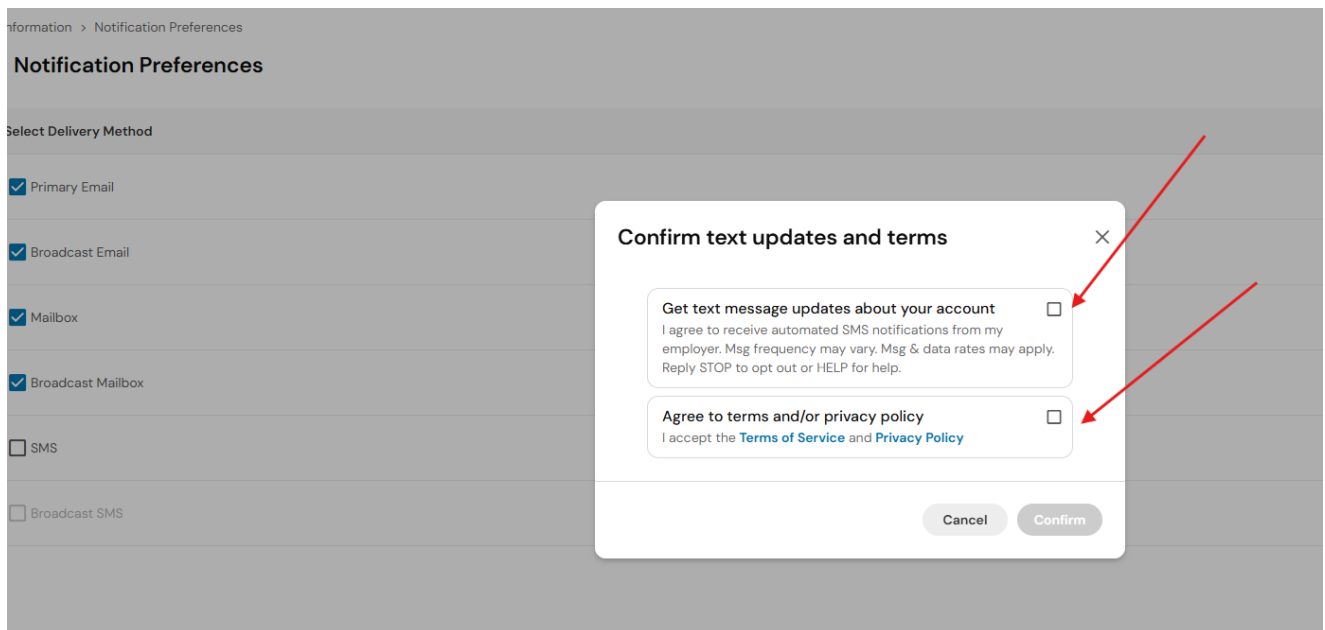 nformation > Notification Preferences
Notification Preferences
Select Delivery Method
Primary Email
Broadcast Email
Mailbox
Broadcast Mailbox
SMS
Broadcast SMS
Confirm text updates and terms
Get text message updates about your account
I agree to receive automated SMS notifications from my
employer. Msg frequency may vary. Msg & data rates may apply.
Reply STOP to opt out or HELP for help.
Agree to terms and/or privacy policy
I accept the Terms of Service and Privacy Policy
Cancel Confirm